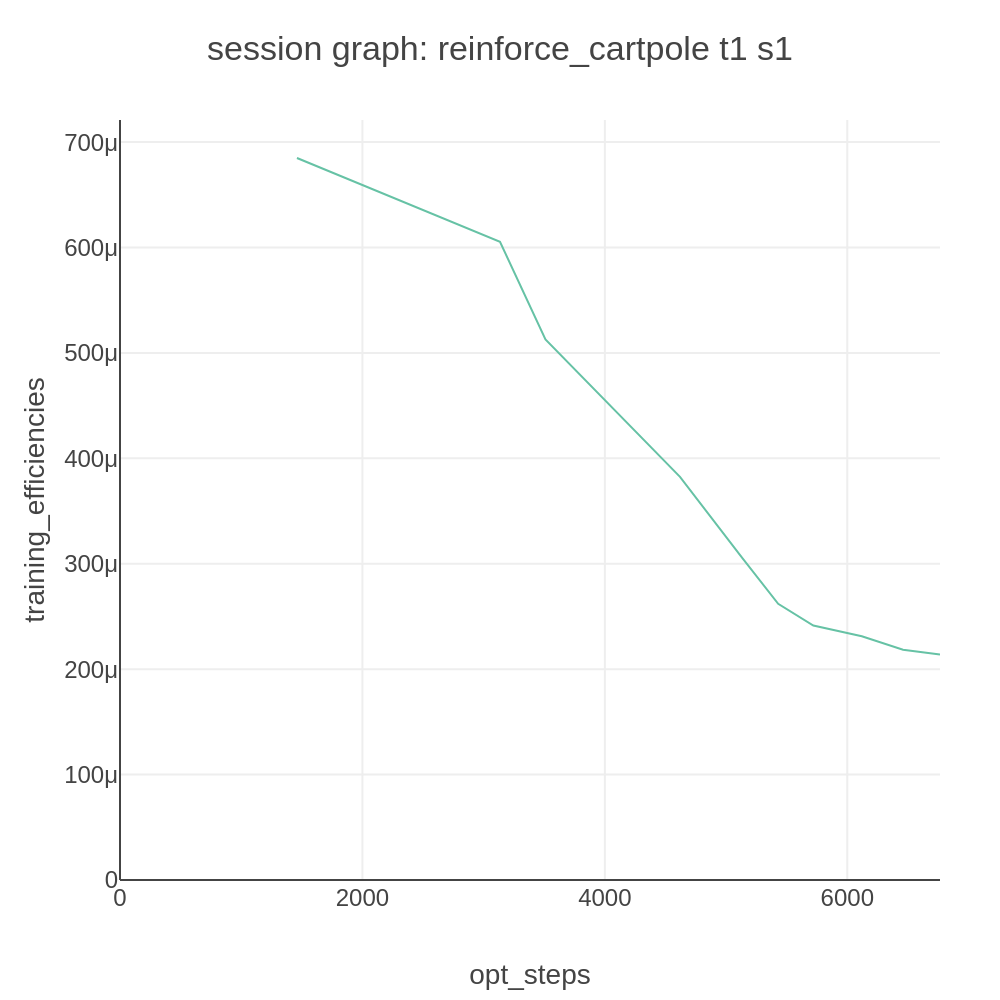 session graph: reinforce_cartpole t1 s1
700μ
600μ
500μ
400μ
300μ
200μ
100μ
0
training_efficiencies
0 2000 4000 6000
opt_steps